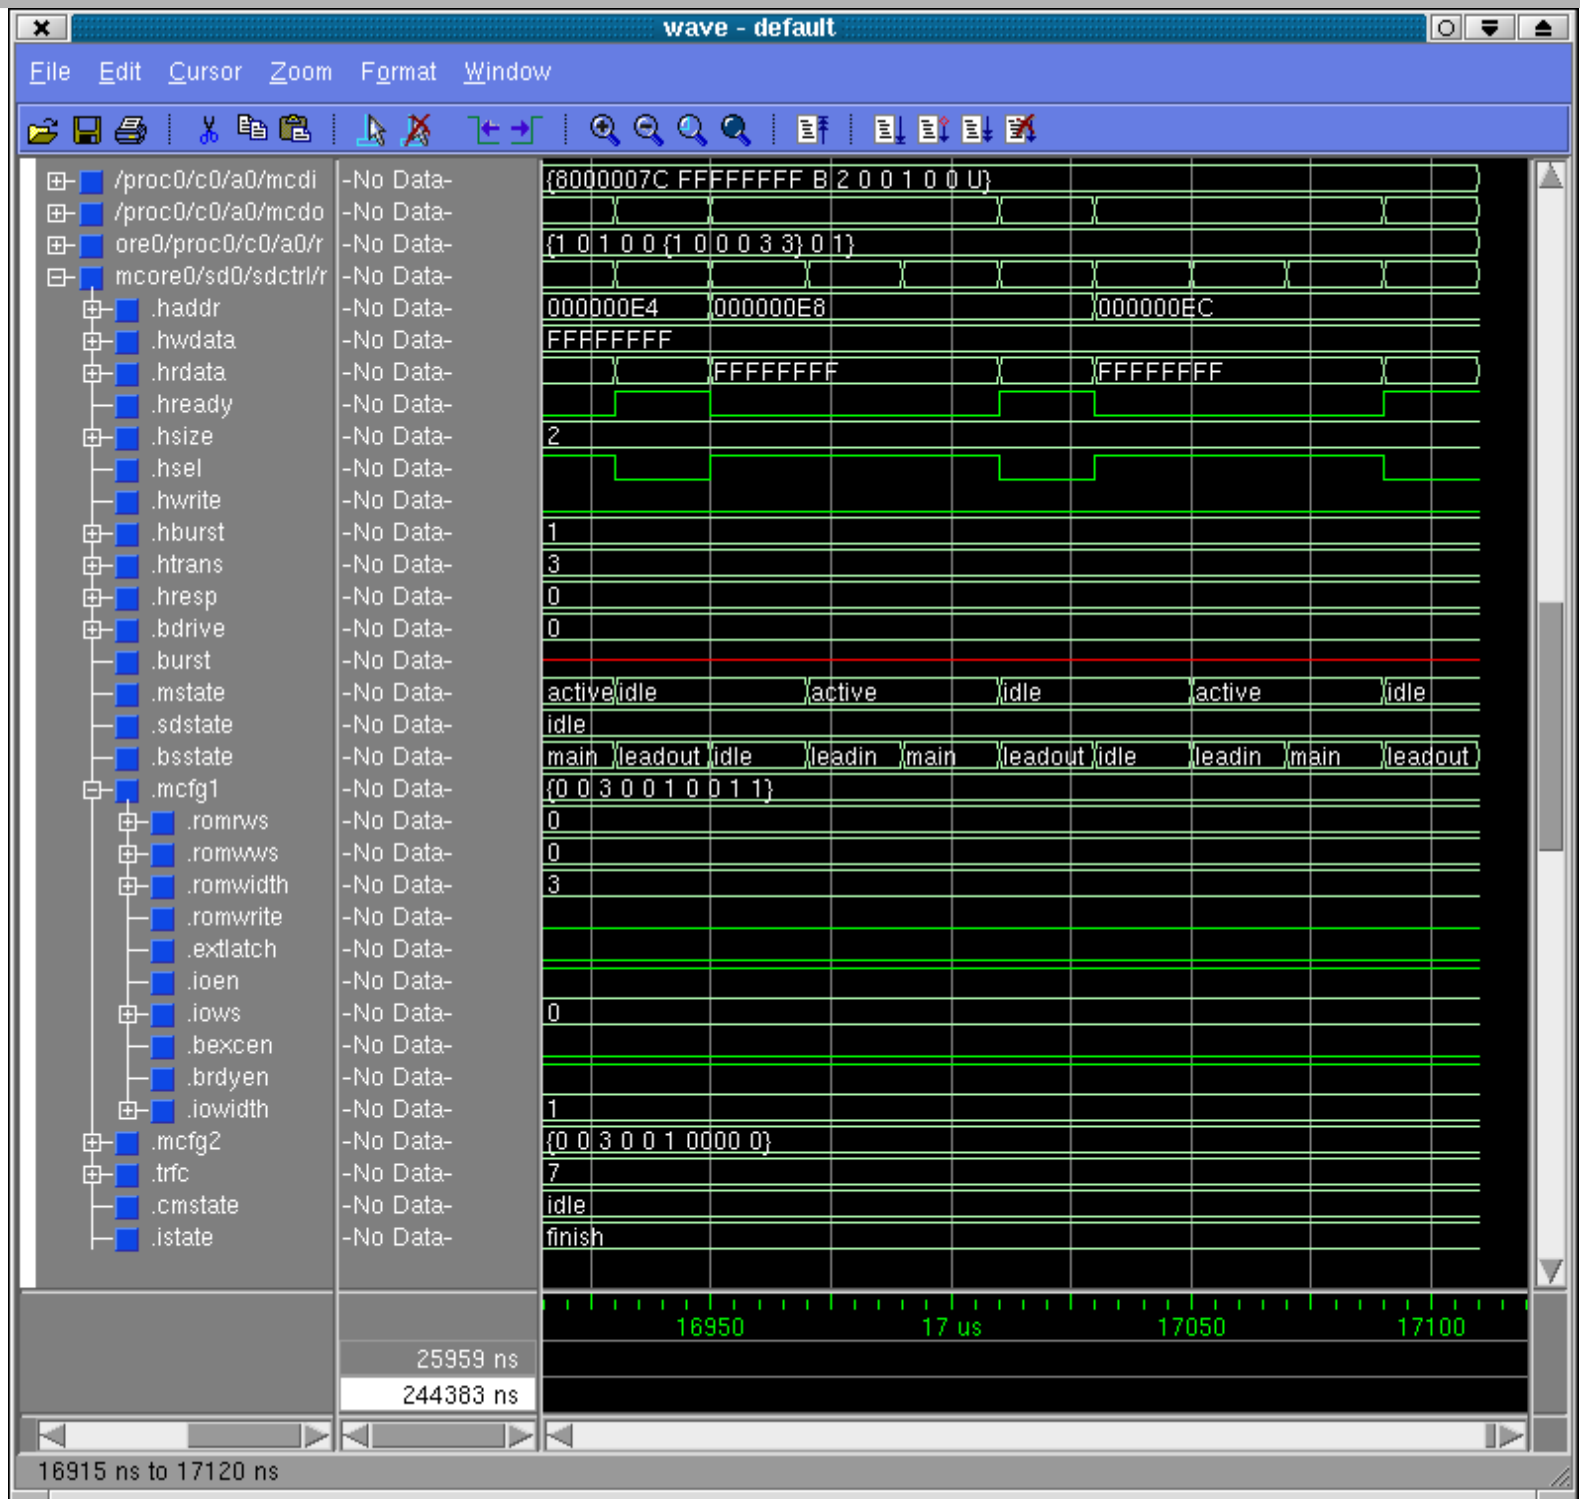 wave - default
File Edit Cursor Zoom Format Window
/proc0/c0/a0/mcdi -No Data- {8000007C FFFFFFFF B 2 0 0 1 0 0 U}
/proc0/c0/a0/mcdo -No Data-
ore0/proc0/c0/a0/r -No Data- {1 0 1 0 0 {1 0 0 0 3 3} 0 1}
mcore0/sd0/sdctrl/r -No Data-
.haddr -No Data- 000000E4 000000E8 000000EC
.hwdata -No Data- FFFFFFFF
.hrdata -No Data- FFFFFFFF FFFFFFFF
.hready -No Data-
.hsize -No Data- 2
.hsel -No Data-
.hwrite -No Data-
.hburst -No Data- 1
.htrans -No Data- 3
.hresp -No Data- 0
.bdrive -No Data- 0
.burst -No Data-
.mstate -No Data- active idle active idle active idle
.sdstate -No Data- idle
.bsstate -No Data- main leadout idle leadin main leadout idle leadin main leadout
.mcfg1 -No Data- {0 0 3 0 0 1 0 0 1 1}
.romrws -No Data- 0
.romwws -No Data- 0
.romwidth -No Data- 3
.romwrite -No Data-
.extlatch -No Data-
.ioen -No Data-
.iows -No Data- 0
.bexcen -No Data-
.brdyen -No Data-
.iowidth -No Data- 1
.mcfg2 -No Data- {0 0 3 0 0 1 0000 0}
.trfc -No Data- 7
.cmstate -No Data- idle
.istate -No Data- finish
16950 17 us 17050 17100
25959 ns
244383 ns
16915 ns to 17120 ns